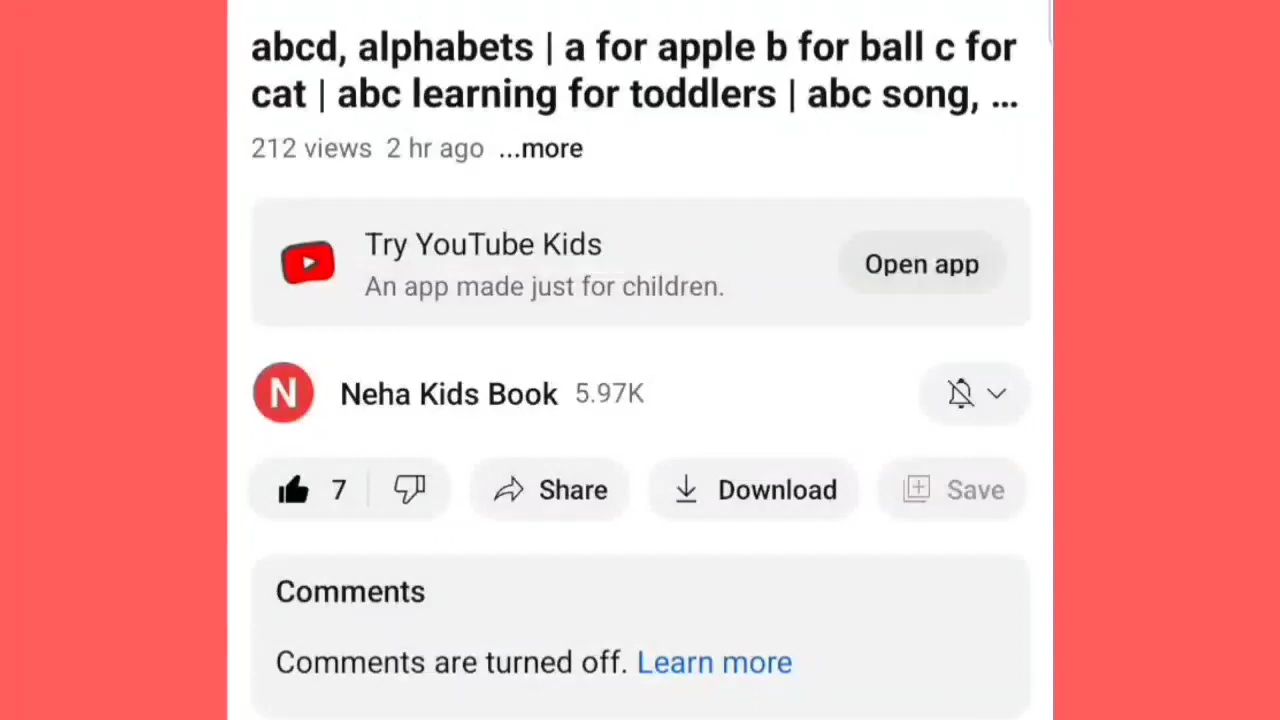 abcd, alphabets | a for apple b for ball c for
cat | abc learning for toddlers | abc song, ...
212 views 2 hr ago ...more
Try YouTube Kids
An app made just for children.
Open app
N Neha Kids Book 5.97K
7 Share Download Save
Comments
Comments are turned off. Learn more